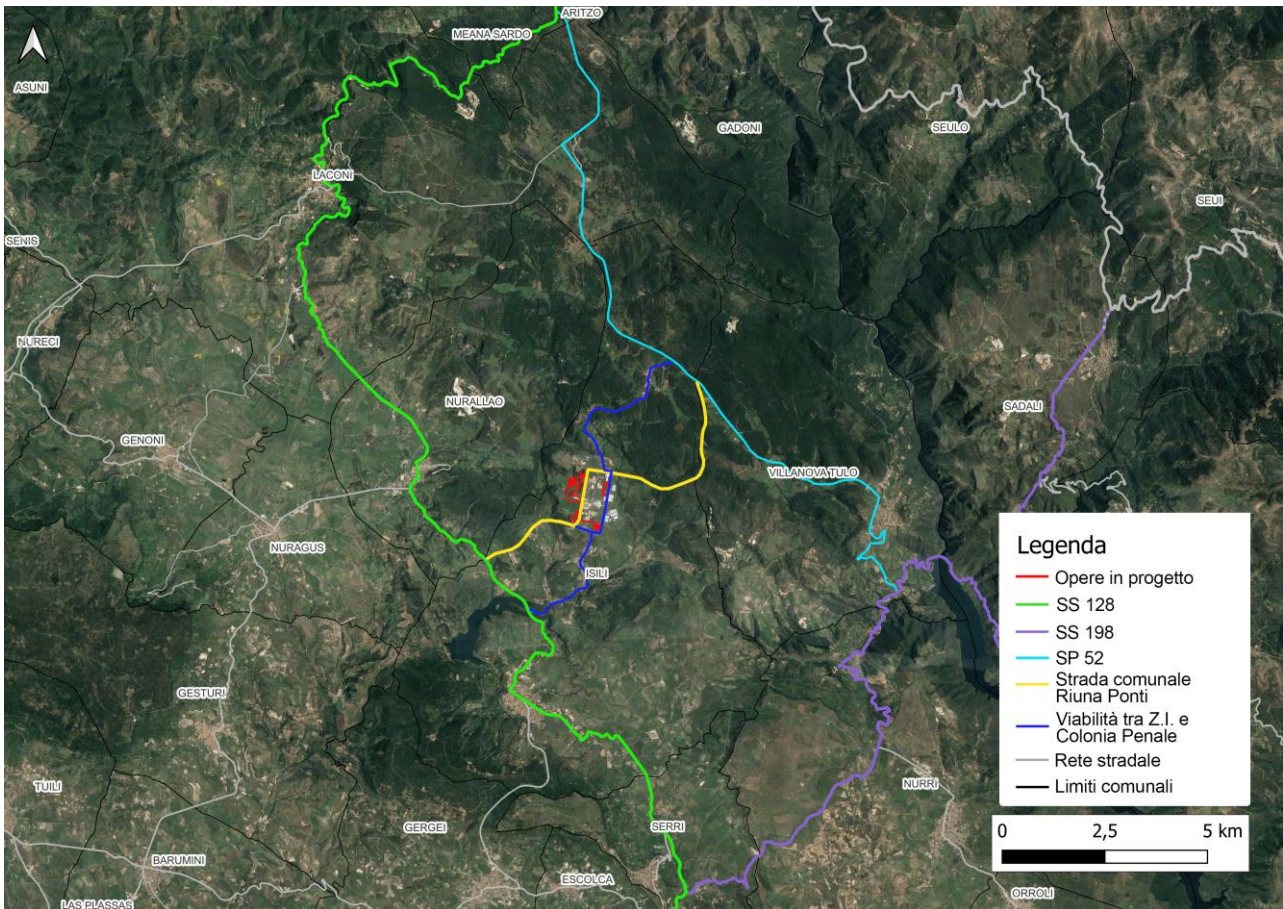 ARITZO
MEANA SARDO
ASUNI
GADONI
SEULO
LACONI
SEUI
SENIS
NURECI
NURALLAO
SADALI
GENONI
VILLANOVA TULO
NURAGUS
ISILI
GESTURI
TUILI
NURRI
GERGEI
SERRI
BARUMINI
ESCOLCA
ORROLI
LAS PLASSAS
Legenda
Opere in progetto
SS 128
SS 198
SP 52
Strada comunale
Riuna Ponti
Viabilità tra Z.I. e
Colonia Penale
Rete stradale
Limiti comunali
0 2,5 5 km